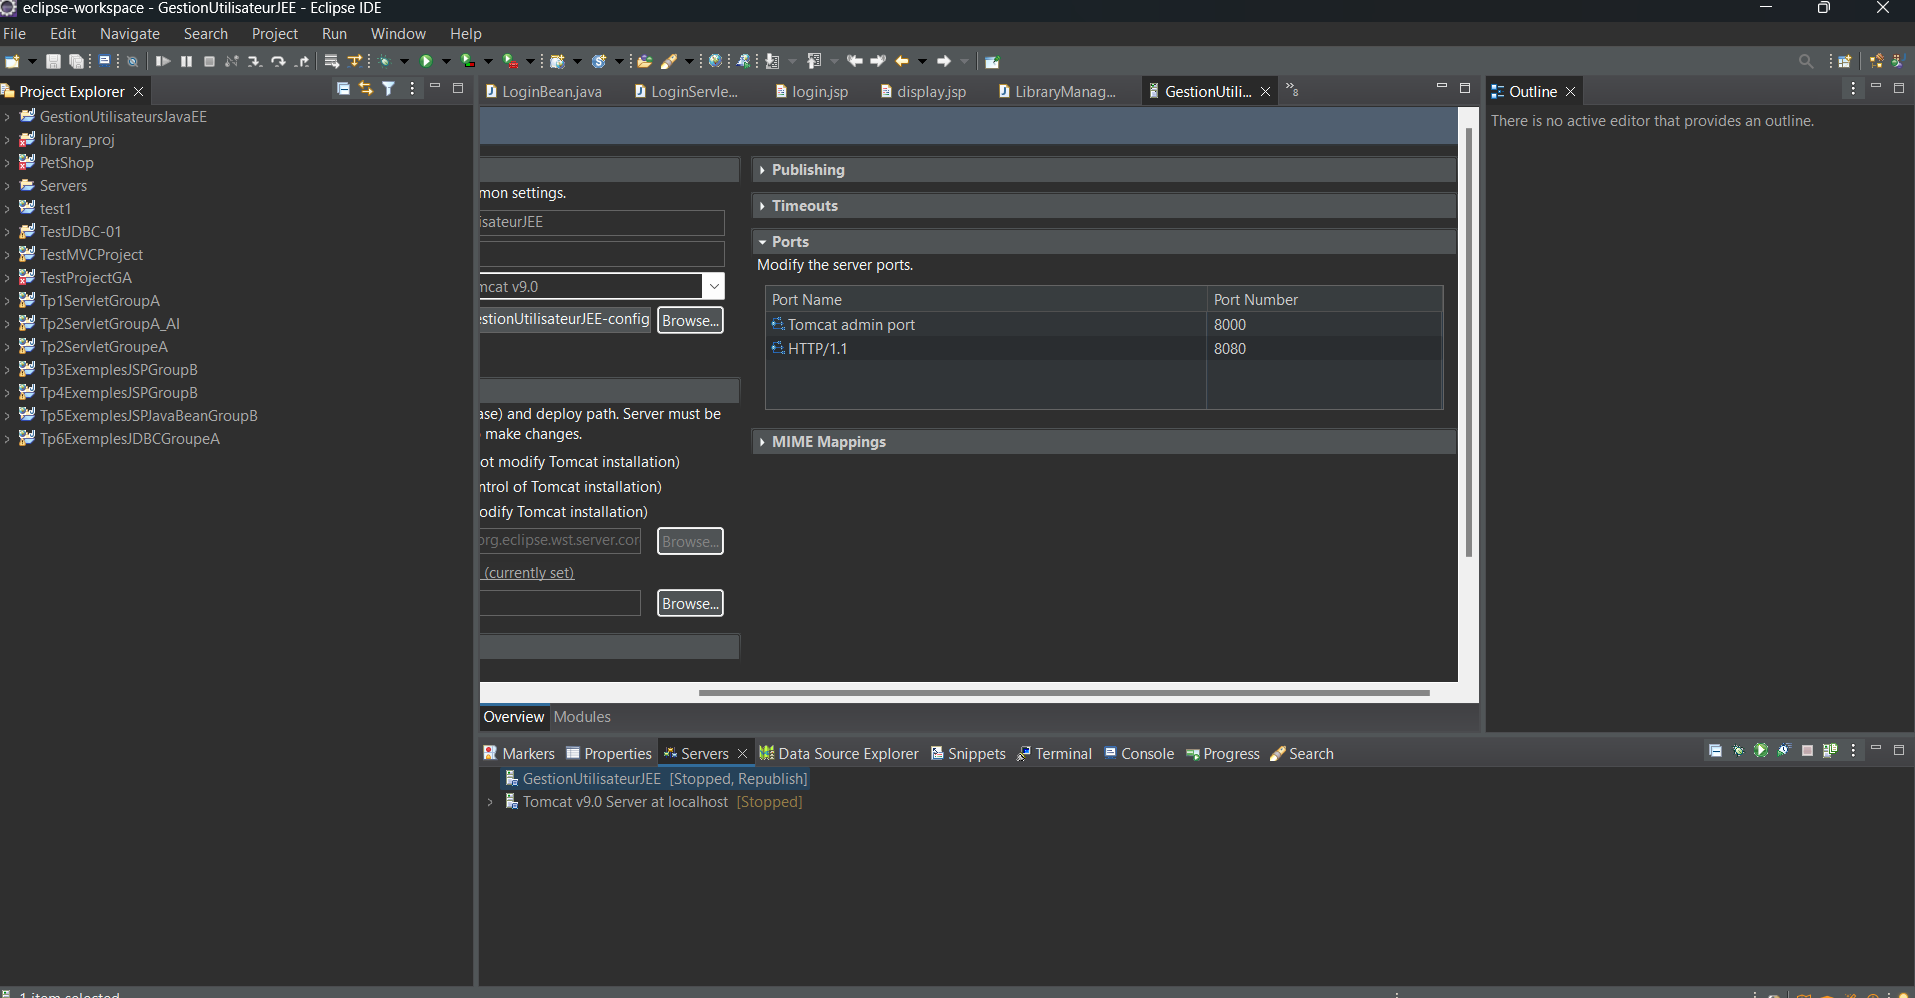 eclipse-workspace - GestionUtilisateurJEE - Eclipse IDE
File Edit Navigate Search Project Run Window Help
Project Explorer
GestionUtilisateursJavaEE
library_proj
PetShop
Servers
test1
TestJDBC-01
TestMVCProject
TestProjectGA
Tp1ServletGroupA
Tp2ServletGroupA_AI
Tp2ServletGroupeA
Tp3ExemplesJSPGroupB
Tp4ExemplesJSPGroupB
Tp5ExemplesJSPJavaBeanGroupB
Tp6ExemplesJDBCGroupeA
LoginBean.java LoginServle... login.jsp display.jsp LibraryManag... GestionUtili... »8
mon settings.
isateurJEE
mcat v9.0
estionUtilisateurJEE-config Browse...
ase) and deploy path. Server must be
make changes.
ot modify Tomcat installation)
ntrol of Tomcat installation)
odify Tomcat installation)
org.eclipse.wst.server.cor Browse...
(currently set)
Browse...
Publishing
Timeouts
Ports
Modify the server ports.
Port Name Port Number
Tomcat admin port 8000
HTTP/1.1 8080
MIME Mappings
Overview Modules
Outline
There is no active editor that provides an outline.
Markers Properties Servers Data Source Explorer Snippets Terminal Console Progress Search
GestionUtilisateurJEE [Stopped, Republish]
Tomcat v9.0 Server at localhost [Stopped]
1 item selected